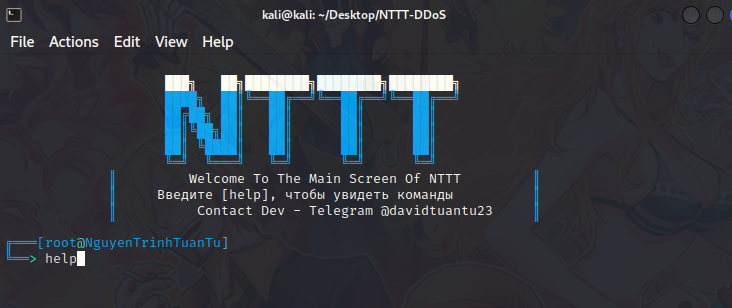 kali@kali: ~/Desktop/NTTT-DDoS
File Actions Edit View Help
NTTT
Welcome To The Main Screen Of NTTT
Введите [help], чтобы увидеть команды
Contact Dev - Telegram @davidtuantu23
[root@NguyenTrinhTuanTu]
> help